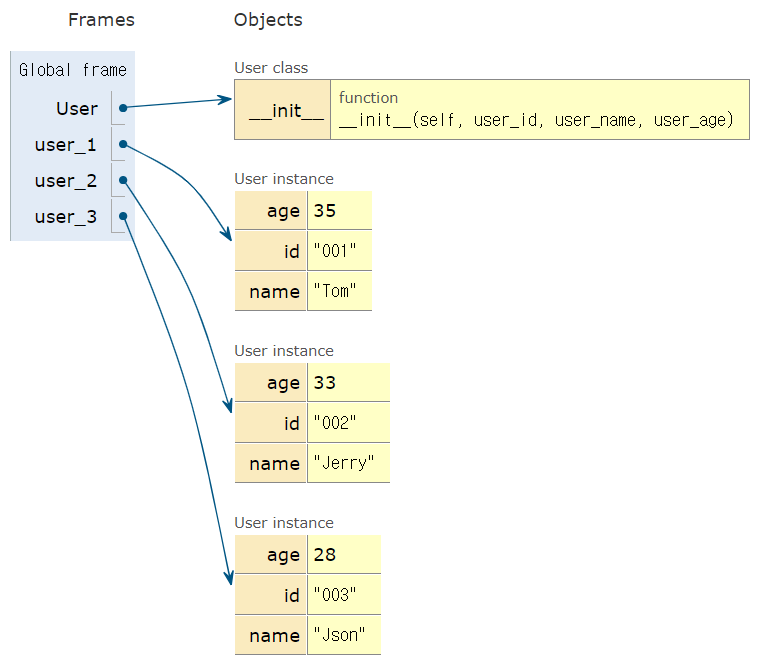 Frames
Objects
Global frame
User
user_1
user_2
user_3
User class
__init__
function
__init__(self, user_id, user_name, user_age)
User instance
age 35
id "001"
name "Tom"
User instance
age 33
id "002"
name "Jerry"
User instance
age 28
id "003"
name "Json"